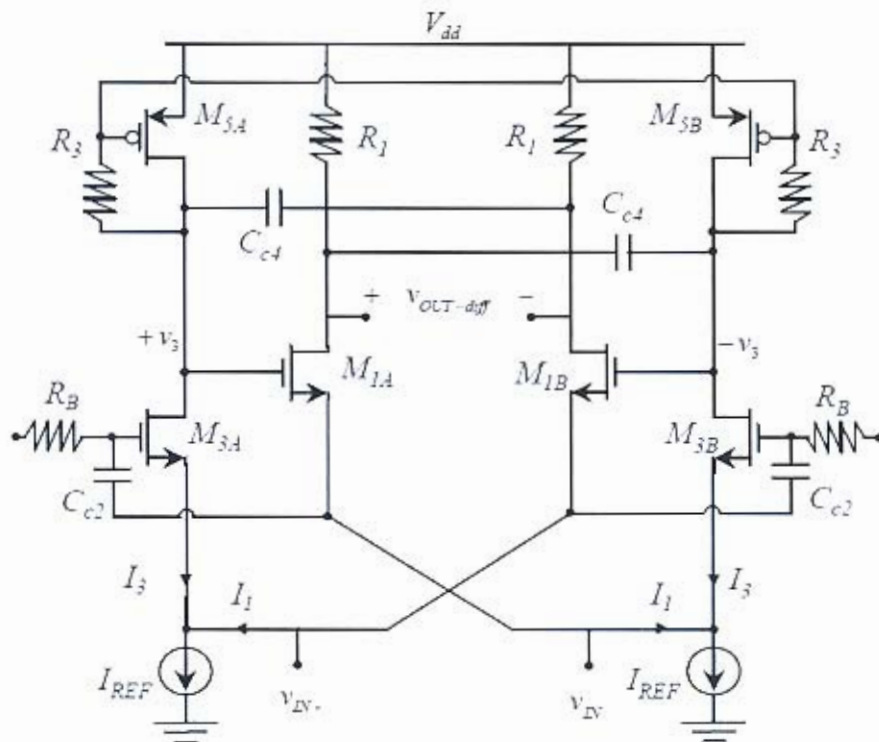 V_dd
M_5A
M_5B
R_3
R_1
R_1
R_3
C_c4
C_c4
+ v_OUT-diff −
+v_3
−v_3
M_1A
M_1B
R_B
R_B
M_3A
M_3B
C_c2
C_c2
I_3
I_1
I_1
I_3
I_REF
v_IN+
v_IN
I_REF